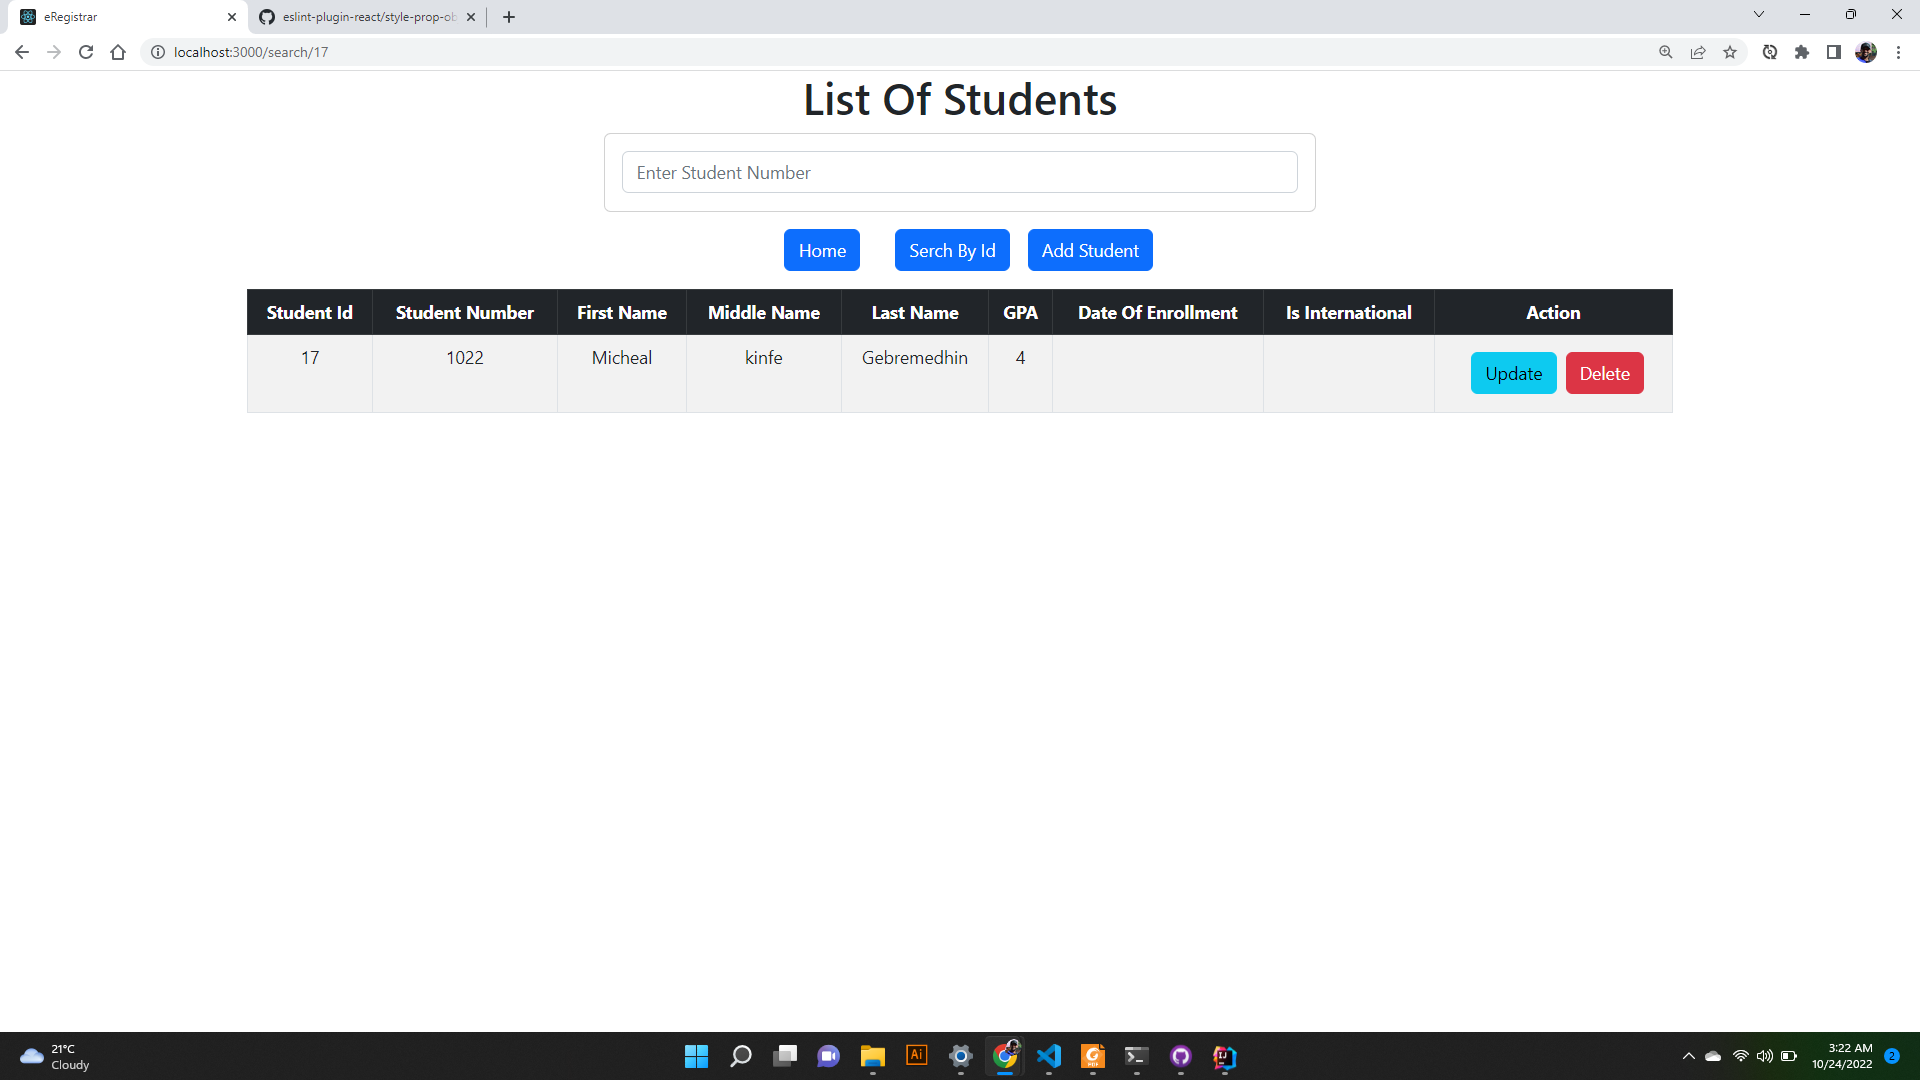 eRegistrar
eslint-plugin-react/style-prop-ob
localhost:3000/search/17
List Of Students
Enter Student Number
Home Serch By Id Add Student
Student Id Student Number First Name Middle Name Last Name GPA Date Of Enrollment Is International Action
17 1022 Micheal kinfe Gebremedhin 4 Update Delete
21°C
Cloudy
Ai
PDF
IJ
3:22 AM
10/24/2022
2